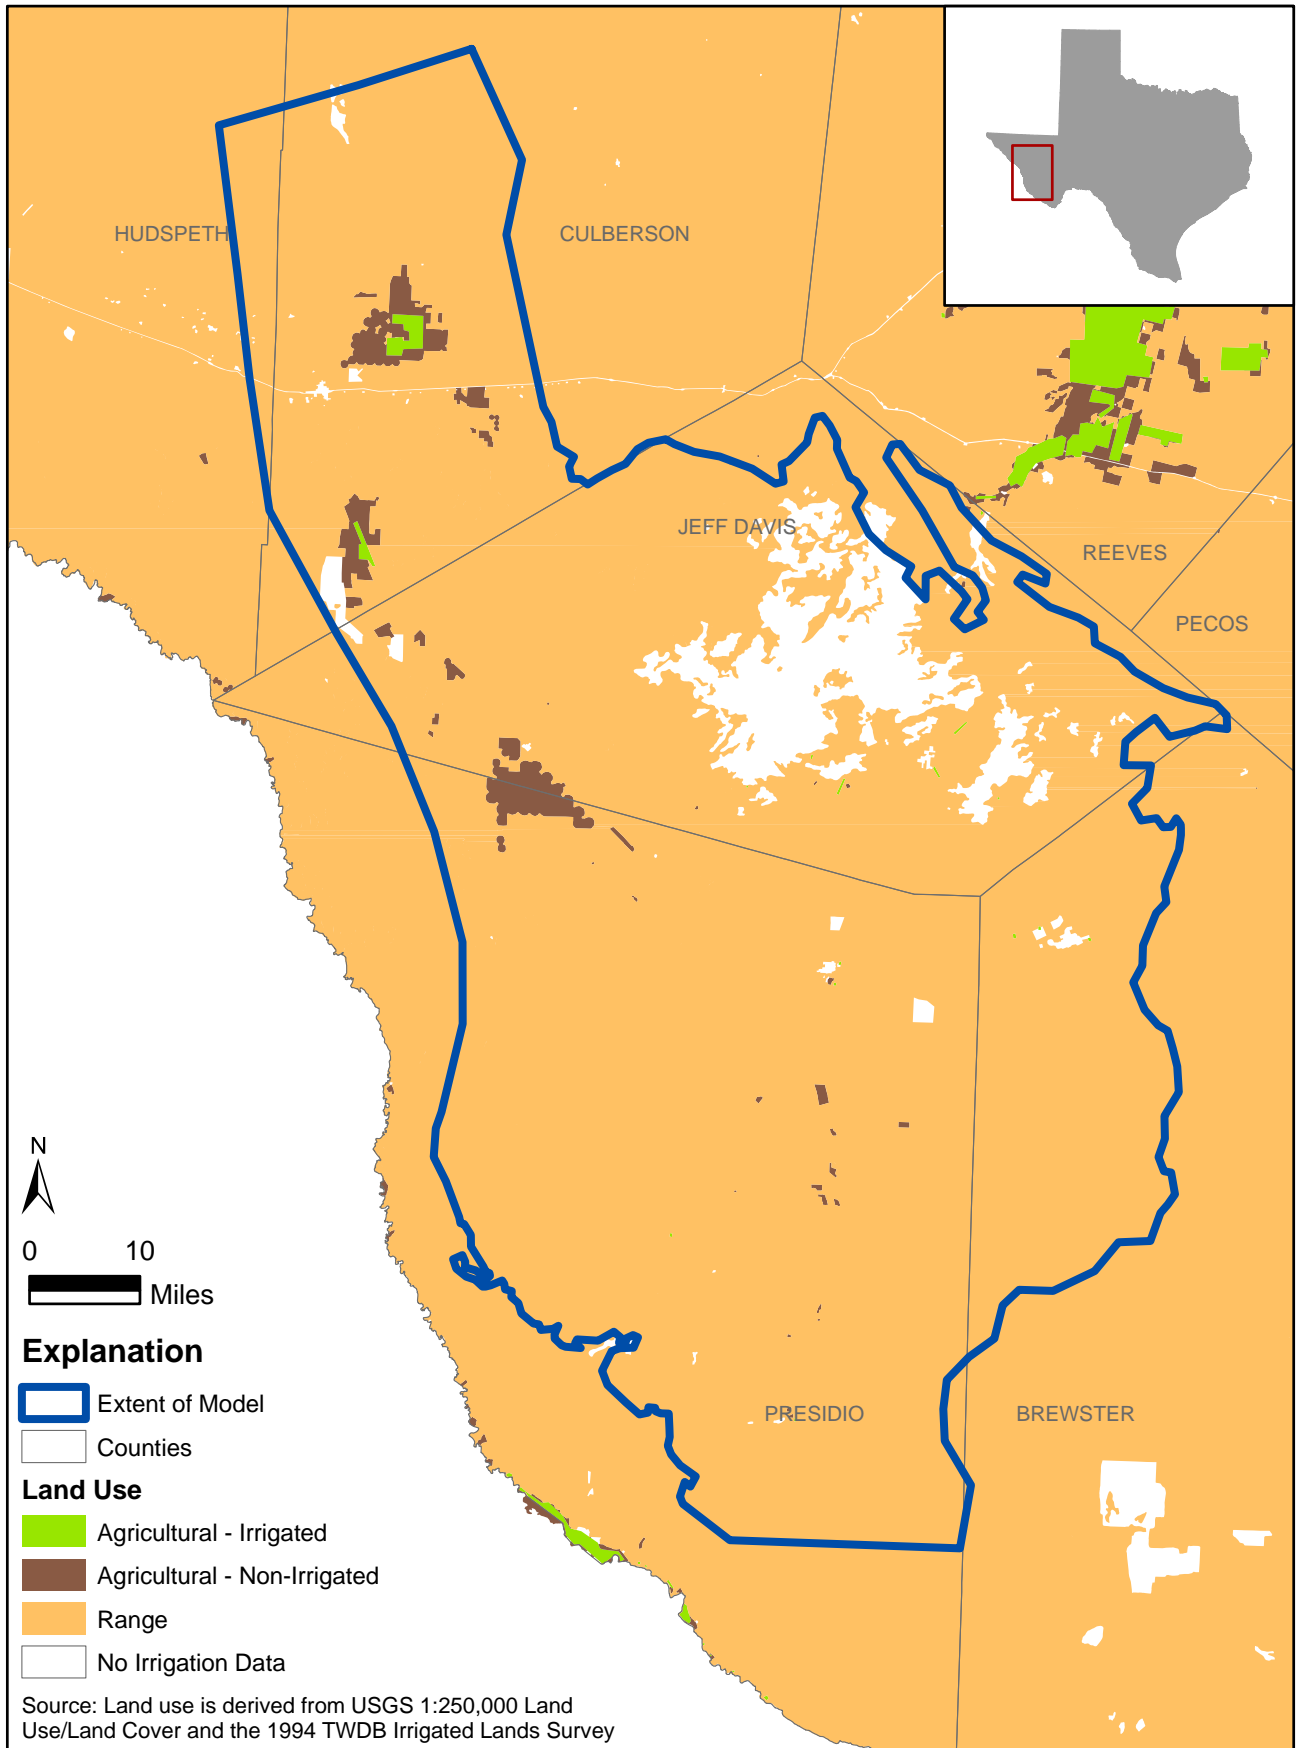 HUDSPETH
CULBERSON
JEFF DAVIS
REEVES
PECOS
N
0 10
Miles
Explanation
Extent of Model
Counties
Land Use
Agricultural - Irrigated
Agricultural - Non-Irrigated
Range
No Irrigation Data
PRESIDIO
BREWSTER
Source: Land use is derived from USGS 1:250,000 Land
Use/Land Cover and the 1994 TWDB Irrigated Lands Survey